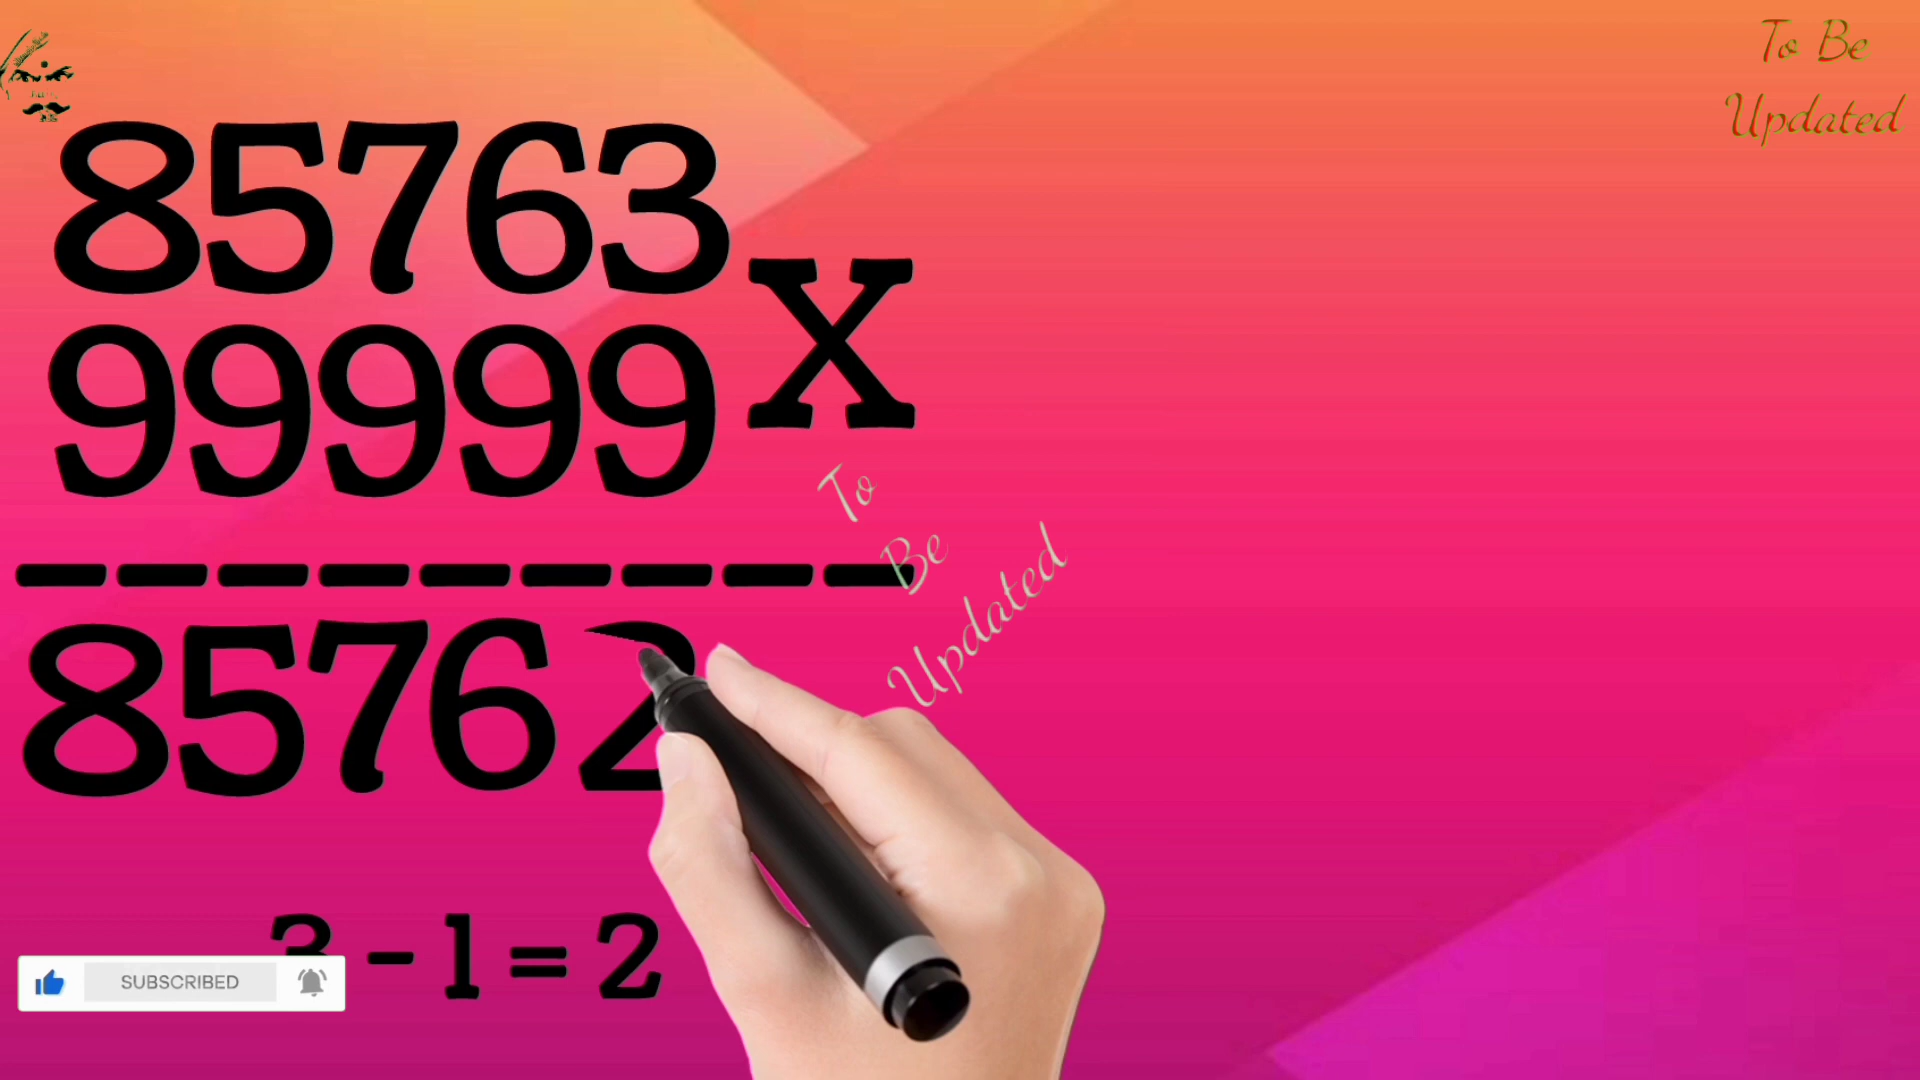 To Be
Updated
85763
x
99999
To
Be
Updated
85762
3 - 1 = 2
SUBSCRIBED